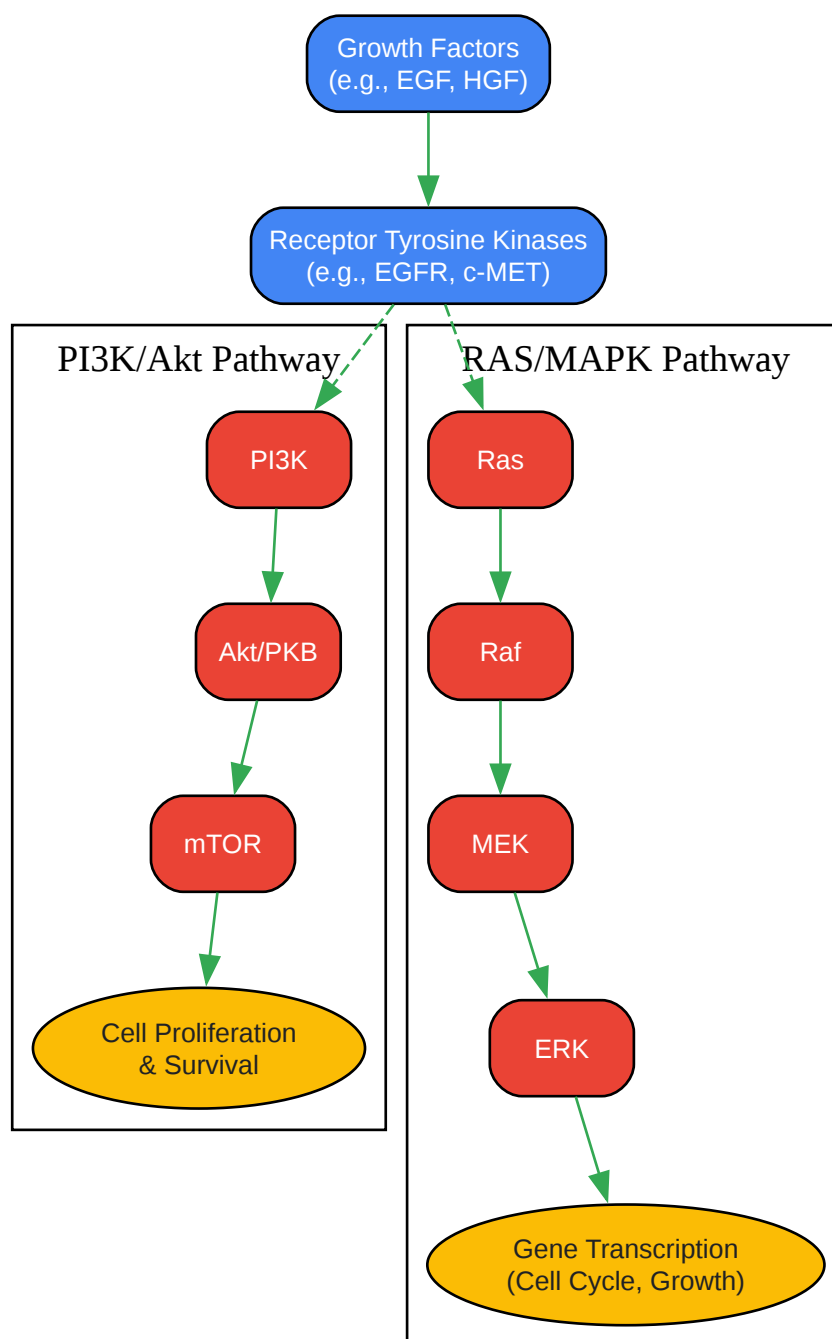 Growth Factors
(e.g., EGF, HGF)
Receptor Tyrosine Kinases
(e.g., EGFR, c-MET)
PI3K/Akt Pathway
PI3K
Akt/PKB
mTOR
Cell Proliferation
& Survival
RAS/MAPK Pathway
Ras
Raf
MEK
ERK
Gene Transcription
(Cell Cycle, Growth)